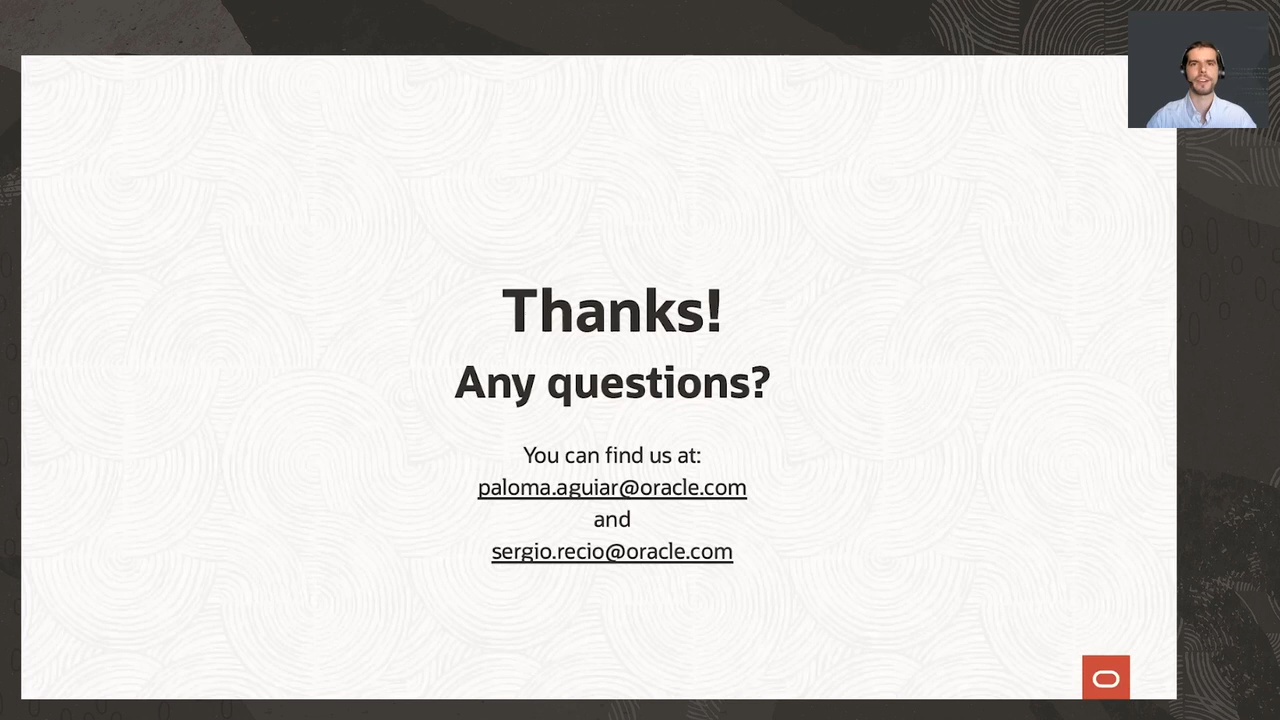 Thanks!
Any questions?
You can find us at:
paloma.aguiar@oracle.com
and
sergio.recio@oracle.com